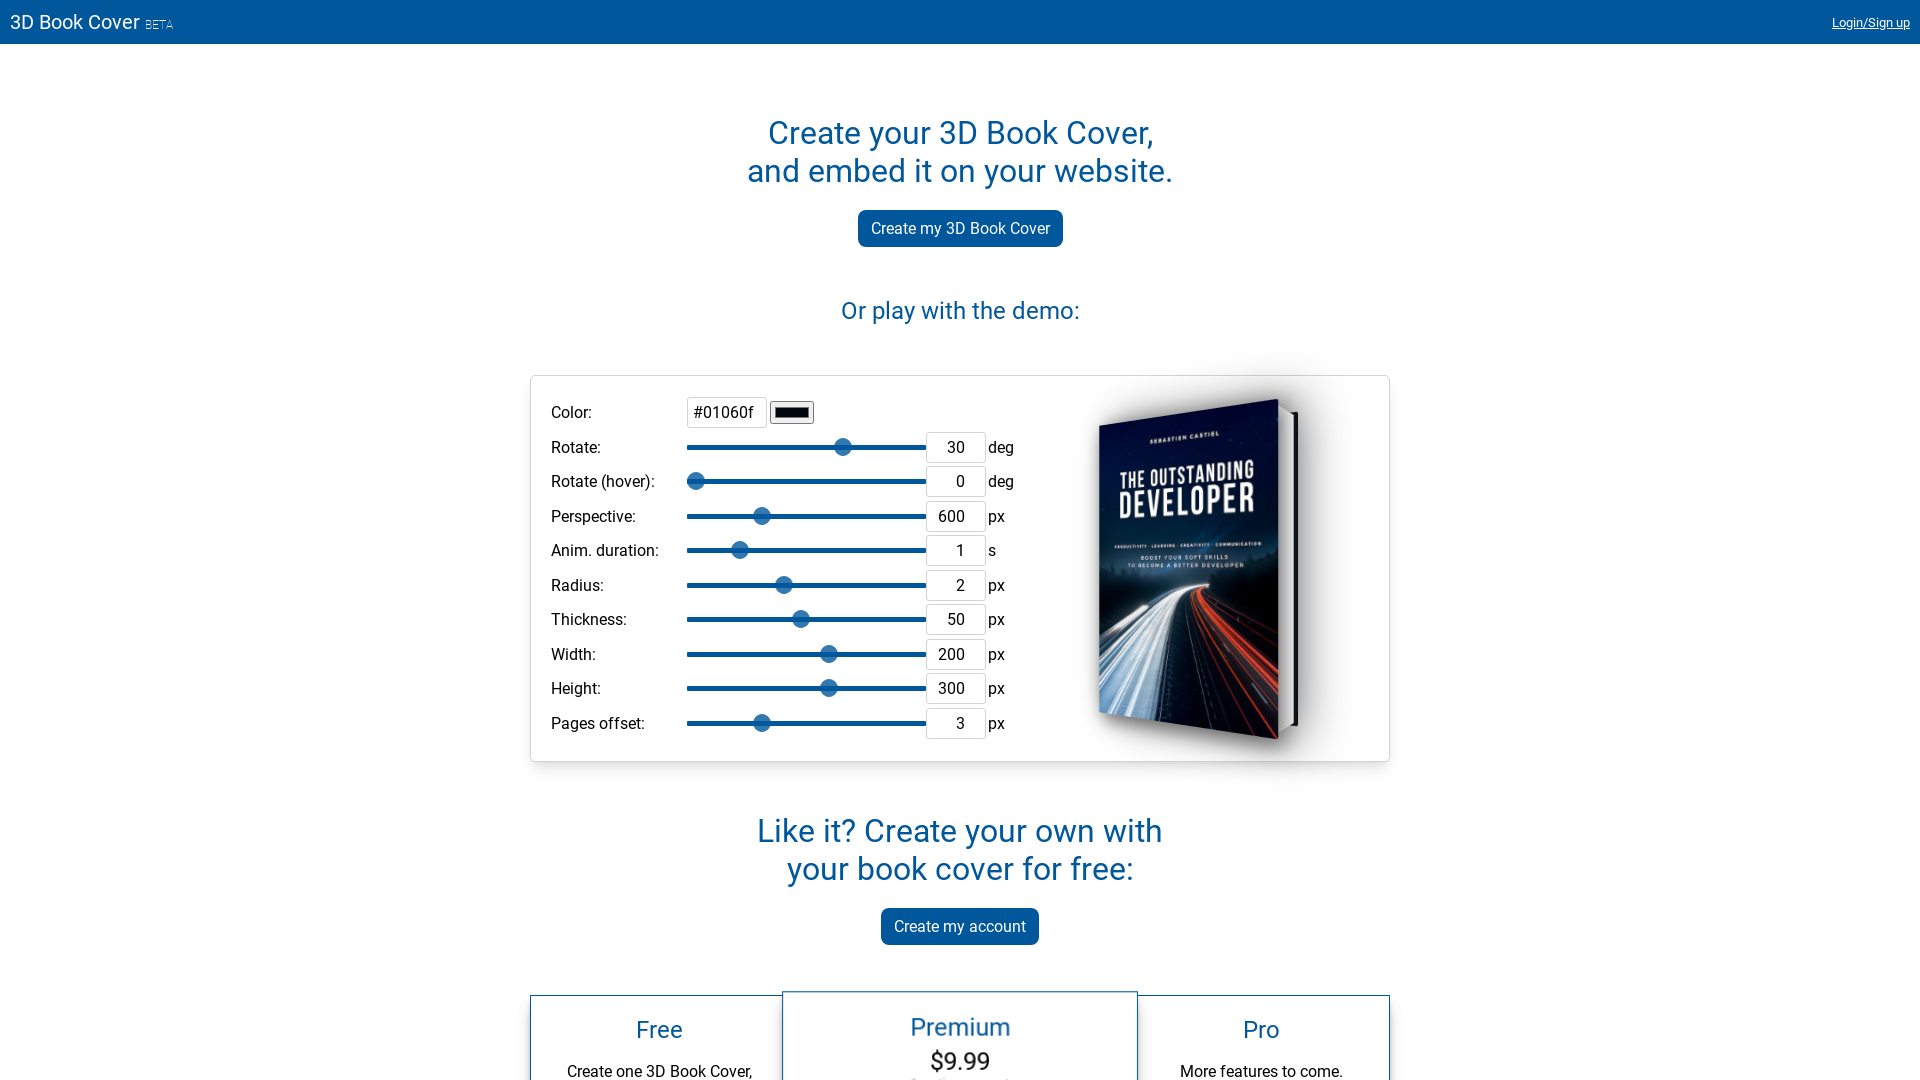 3D Book Cover BETA
Login/Sign up
Create your 3D Book Cover,
and embed it on your website.
Create my 3D Book Cover
Or play with the demo:
Color: #01060f
Rotate: 30 deg
Rotate (hover): 0 deg
Perspective: 600 px
Anim. duration: 1 s
Radius: 2 px
Thickness: 50 px
Width: 200 px
Height: 300 px
Pages offset: 3 px
SEBASTIEN CASTIEL
THE OUTSTANDING
DEVELOPER
PRODUCTIVITY · LEARNING · CREATIVITY · COMMUNICATION
BOOST YOUR SOFT SKILLS
TO BECOME A BETTER DEVELOPER
Like it? Create your own with
your book cover for free:
Create my account
Free
Create one 3D Book Cover,
Premium
$9.99
Pro
More features to come.